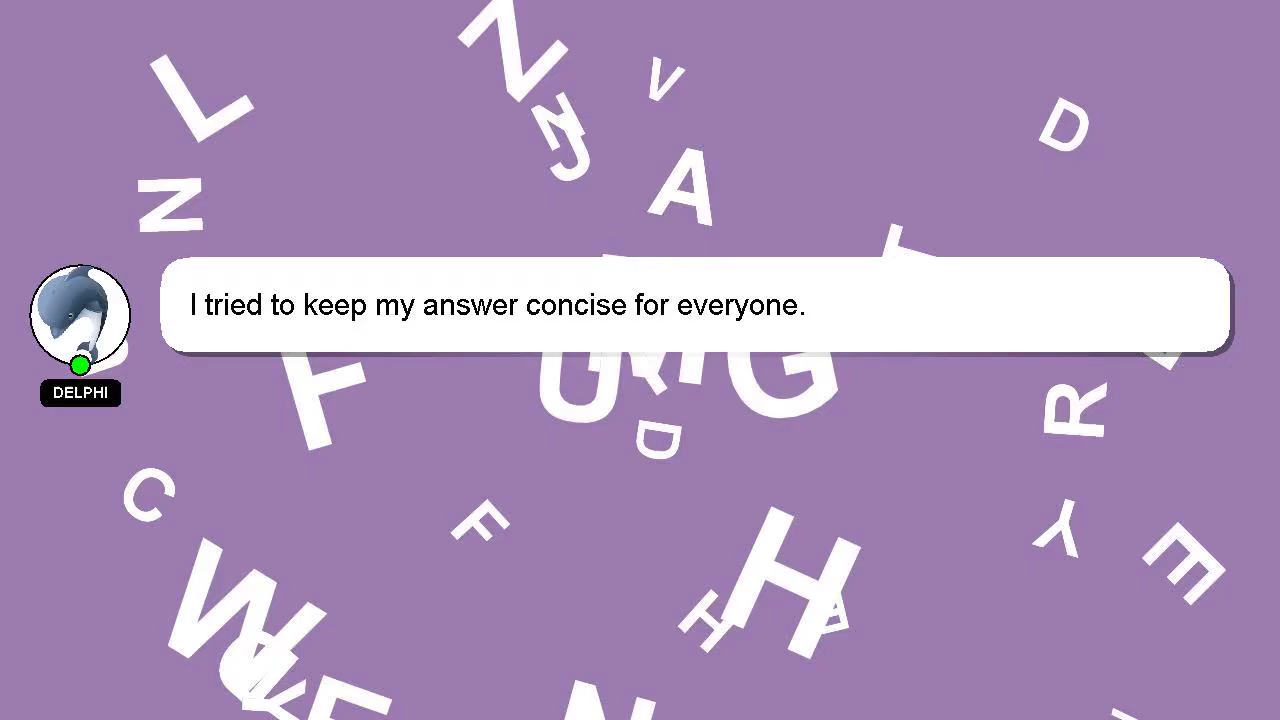 I tried to keep my answer concise for everyone.
DELPHI
L
N
V
N
J
D
A
N
F
U
G
R
D
C
F
Y
E
H
W
H